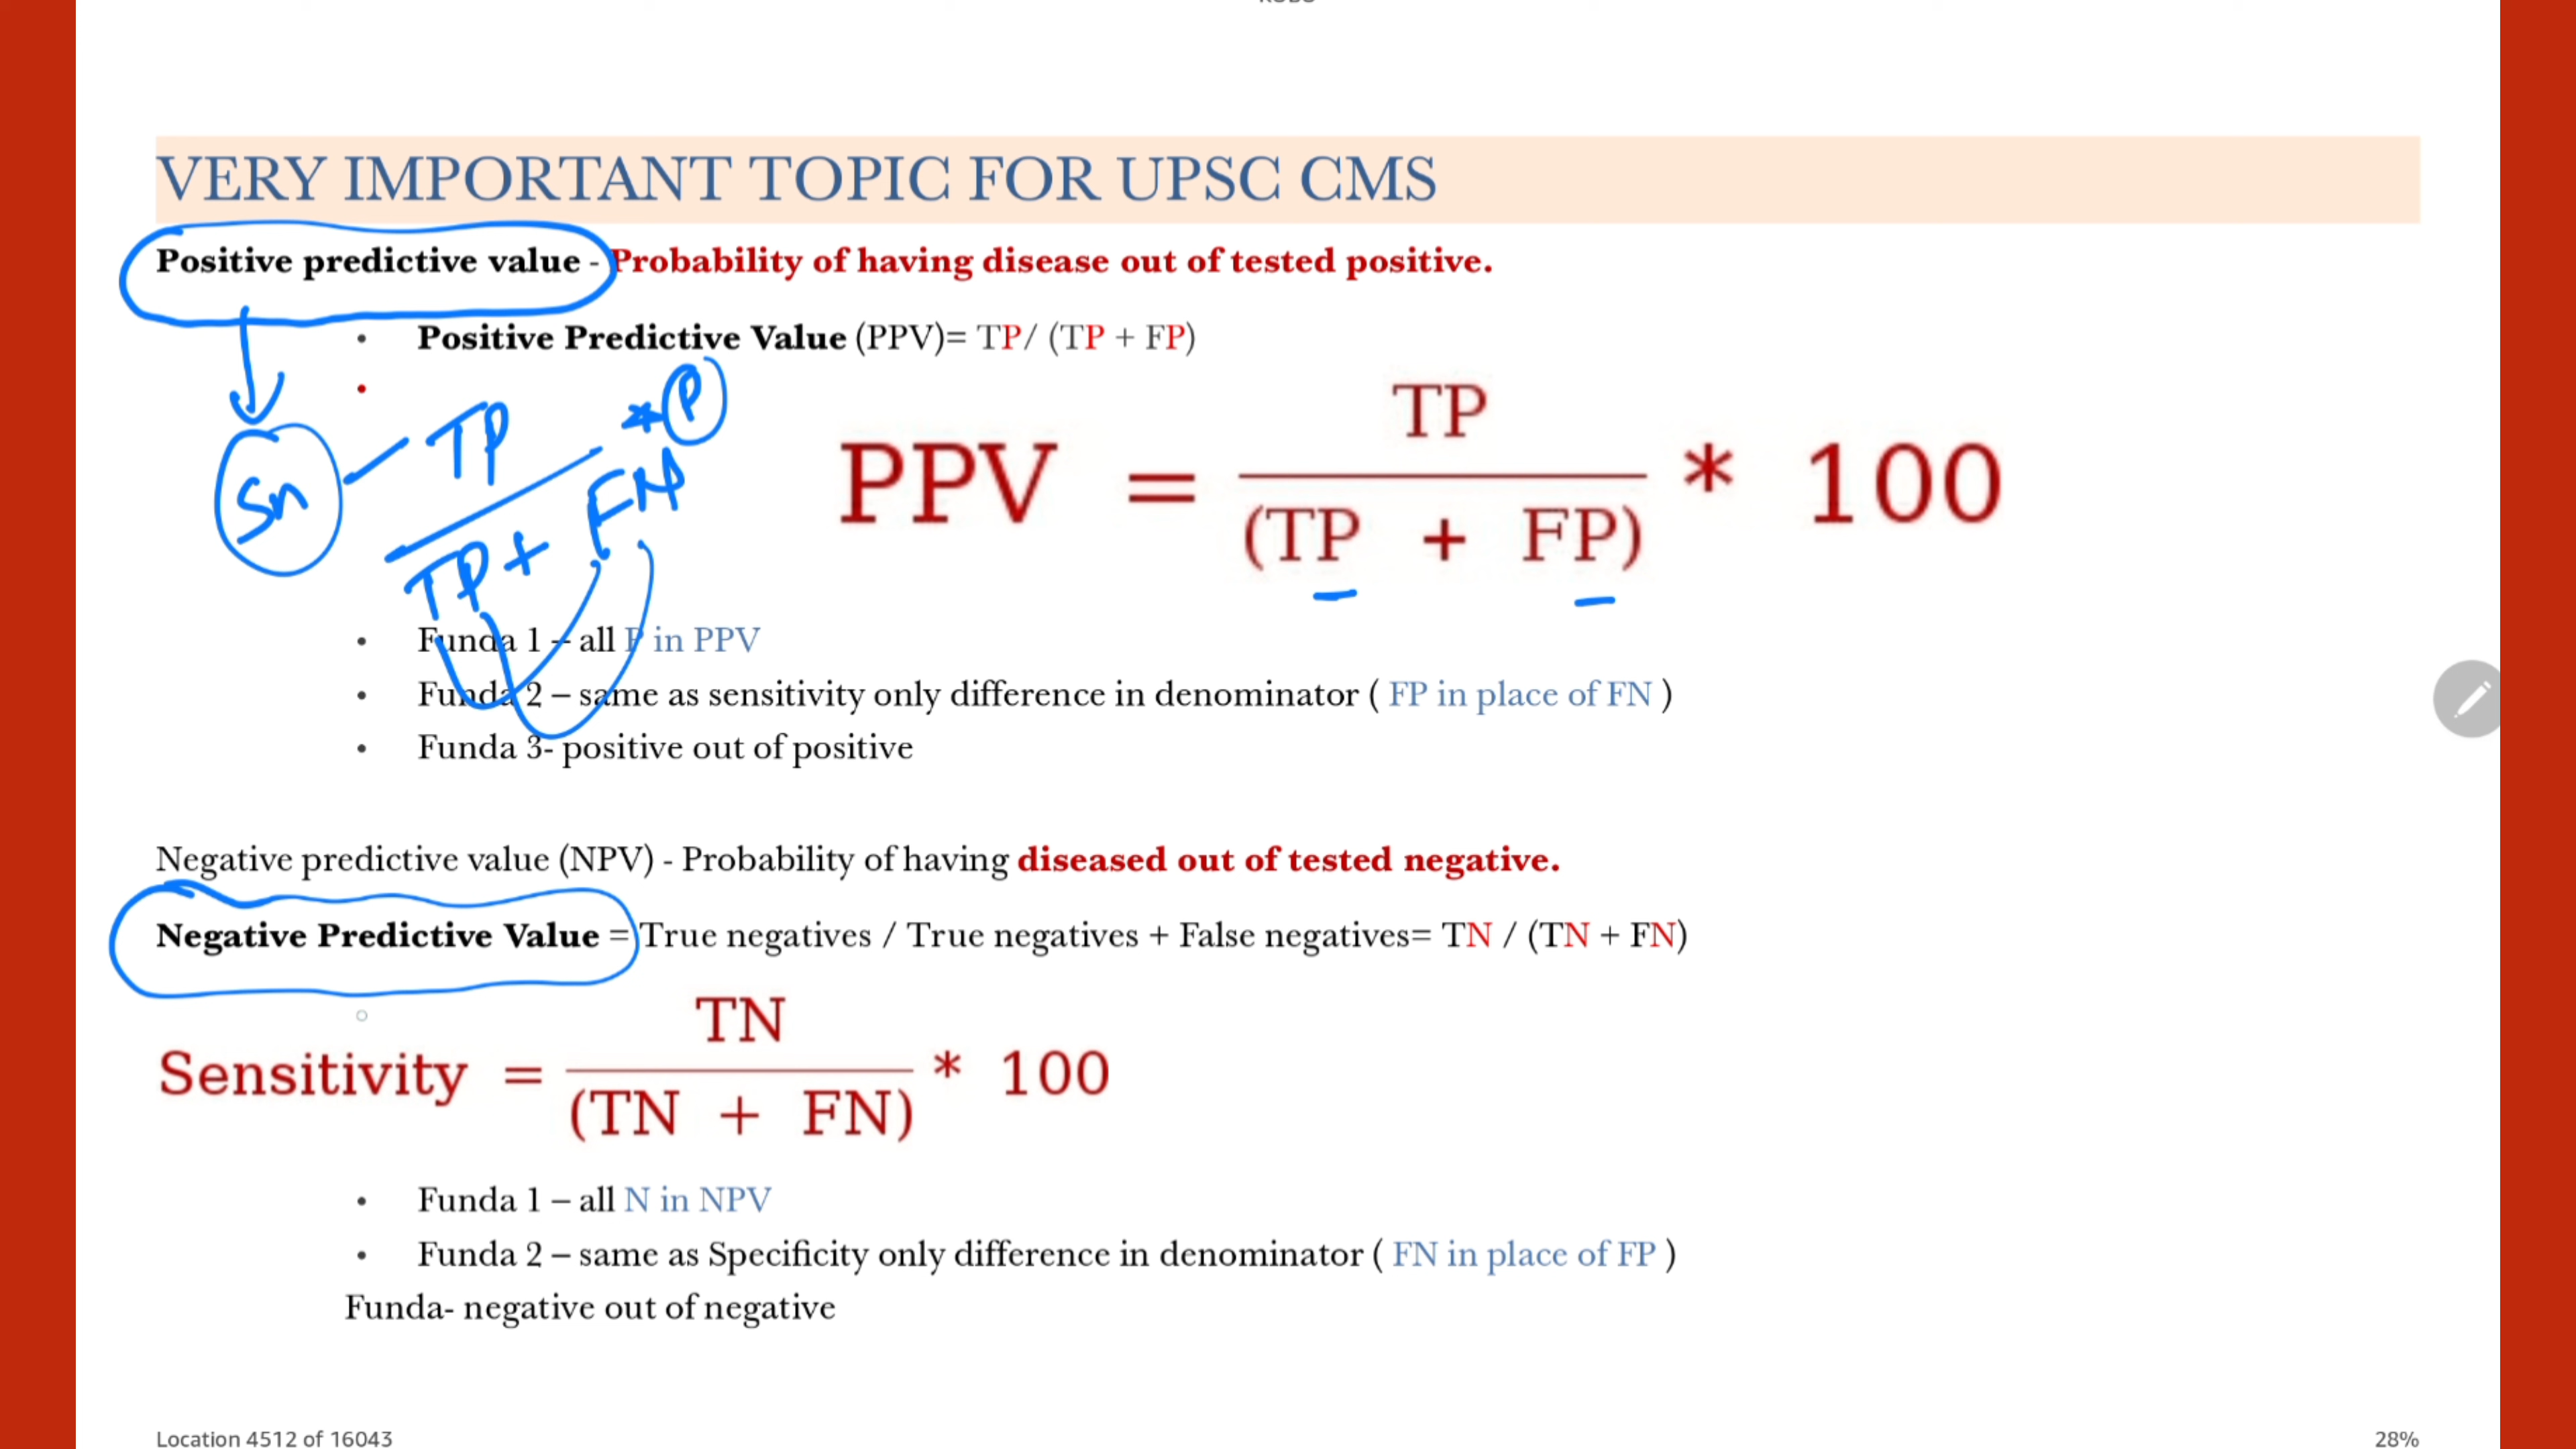 VERY IMPORTANT TOPIC FOR UPSC CMS
Positive predictive value - Probability of having disease out of tested positive.
• Positive Predictive Value (PPV)= TP/ (TP + FP)
•
Sn TP * P
TP + FN
PPV = TP / (TP + FP) * 100
• Funda 1 – all P in PPV
• Funda 2 – same as sensitivity only difference in denominator ( FP in place of FN )
• Funda 3- positive out of positive
Negative predictive value (NPV) - Probability of having diseased out of tested negative.
Negative Predictive Value = True negatives / True negatives + False negatives= TN / (TN + FN)
Sensitivity = TN / (TN + FN) * 100
• Funda 1 – all N in NPV
• Funda 2 – same as Specificity only difference in denominator ( FN in place of FP )
Funda- negative out of negative
Location 4512 of 16043
28%